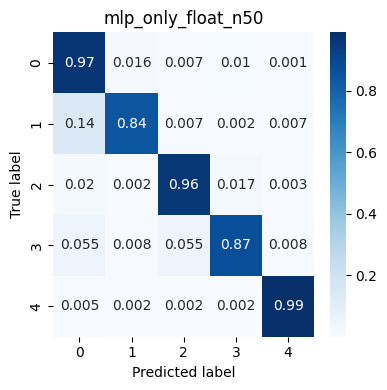 mlp_only_float_n50
True label
0 0.97 0.016 0.007 0.01 0.001
1 0.14 0.84 0.007 0.002 0.007
2 0.02 0.002 0.96 0.017 0.003
3 0.055 0.008 0.055 0.87 0.008
4 0.005 0.002 0.002 0.002 0.99
0 1 2 3 4
Predicted label
0.8
0.6
0.4
0.2